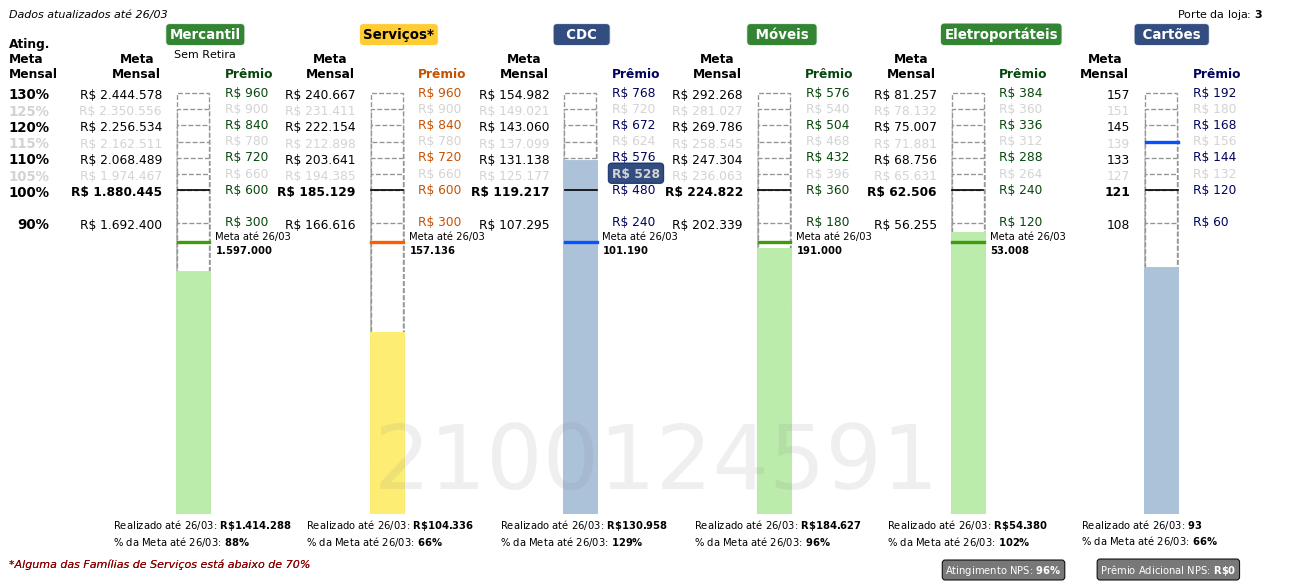 Dados atualizados até 26/03
Porte da loja: 3
Mercantil Serviços* CDC Móveis Eletroportáteis Cartões
Sem Retira
Ating. Meta Mensal
Meta Mensal Prêmio Meta Mensal Prêmio Meta Mensal Prêmio Meta Mensal Prêmio Meta Mensal Prêmio Meta Mensal Prêmio
130% R$ 2.444.578 R$ 960 R$ 240.667 R$ 960 R$ 154.982 R$ 768 R$ 292.268 R$ 576 R$ 81.257 R$ 384 157 R$ 192
125% R$ 2.350.556 R$ 900 R$ 231.411 R$ 900 R$ 149.021 R$ 720 R$ 281.027 R$ 540 R$ 78.132 R$ 360 151 R$ 180
120% R$ 2.256.534 R$ 840 R$ 222.154 R$ 840 R$ 143.060 R$ 672 R$ 269.786 R$ 504 R$ 75.007 R$ 336 145 R$ 168
115% R$ 2.162.511 R$ 780 R$ 212.898 R$ 780 R$ 137.099 R$ 624 R$ 258.545 R$ 468 R$ 71.881 R$ 312 139 R$ 156
110% R$ 2.068.489 R$ 720 R$ 203.641 R$ 720 R$ 131.138 R$ 576 R$ 247.304 R$ 432 R$ 68.756 R$ 288 133 R$ 144
105% R$ 1.974.467 R$ 660 R$ 194.385 R$ 660 R$ 125.177 R$ 528 R$ 236.063 R$ 396 R$ 65.631 R$ 264 127 R$ 132
100% R$ 1.880.445 R$ 600 R$ 185.129 R$ 600 R$ 119.217 R$ 480 R$ 224.822 R$ 360 R$ 62.506 R$ 240 121 R$ 120
90% R$ 1.692.400 R$ 300 R$ 166.616 R$ 300 R$ 107.295 R$ 240 R$ 202.339 R$ 180 R$ 56.255 R$ 120 108 R$ 60
Meta até 26/03 Meta até 26/03 Meta até 26/03 Meta até 26/03 Meta até 26/03
1.597.000 157.136 101.190 191.000 53.008
2100124591
Realizado até 26/03: R$1.414.288 Realizado até 26/03: R$104.336 Realizado até 26/03: R$130.958 Realizado até 26/03: R$184.627 Realizado até 26/03: R$54.380 Realizado até 26/03: 93
% da Meta até 26/03: 88% % da Meta até 26/03: 66% % da Meta até 26/03: 129% % da Meta até 26/03: 96% % da Meta até 26/03: 102% % da Meta até 26/03: 66%
*Alguma das Famílias de Serviços está abaixo de 70%
Atingimento NPS: 96% Prêmio Adicional NPS: R$0